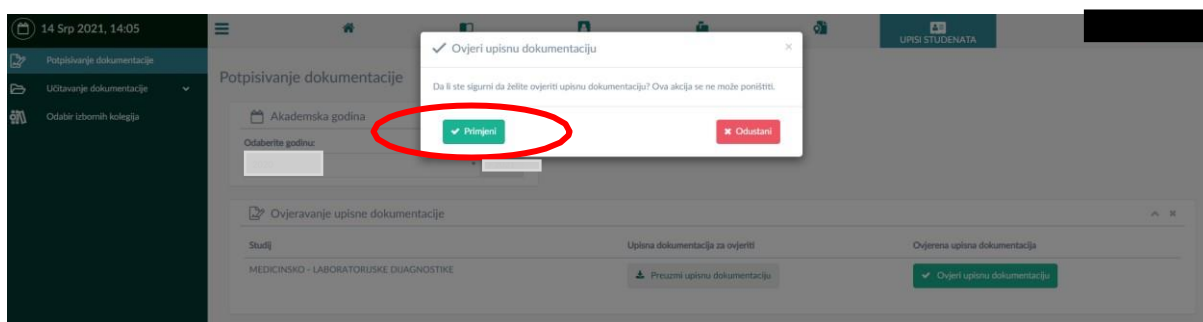 14 Srp 2021, 14:05
UPISI STUDENATA
Potpisivanje dokumentacije
Učitavanje dokumentacije
Odabir izbornih kolegija
Potpisivanje dokumentacije
Akademska godina
Odaberite godinu:
Ovjeri upisnu dokumentaciju
Da li ste sigurni da želite ovjeriti upisnu dokumentaciju? Ova akcija se ne može poništiti.
Primjeni
Odustani
Ovjeravanje upisne dokumentacije
Studij
Upisna dokumentacija za ovjeriti
Ovjerena upisna dokumentacija
MEDICINSKO - LABORATORIJSKE DIJAGNOSTIKE
Preuzmi upisnu dokumentaciju
Ovjeri upisnu dokumentaciju